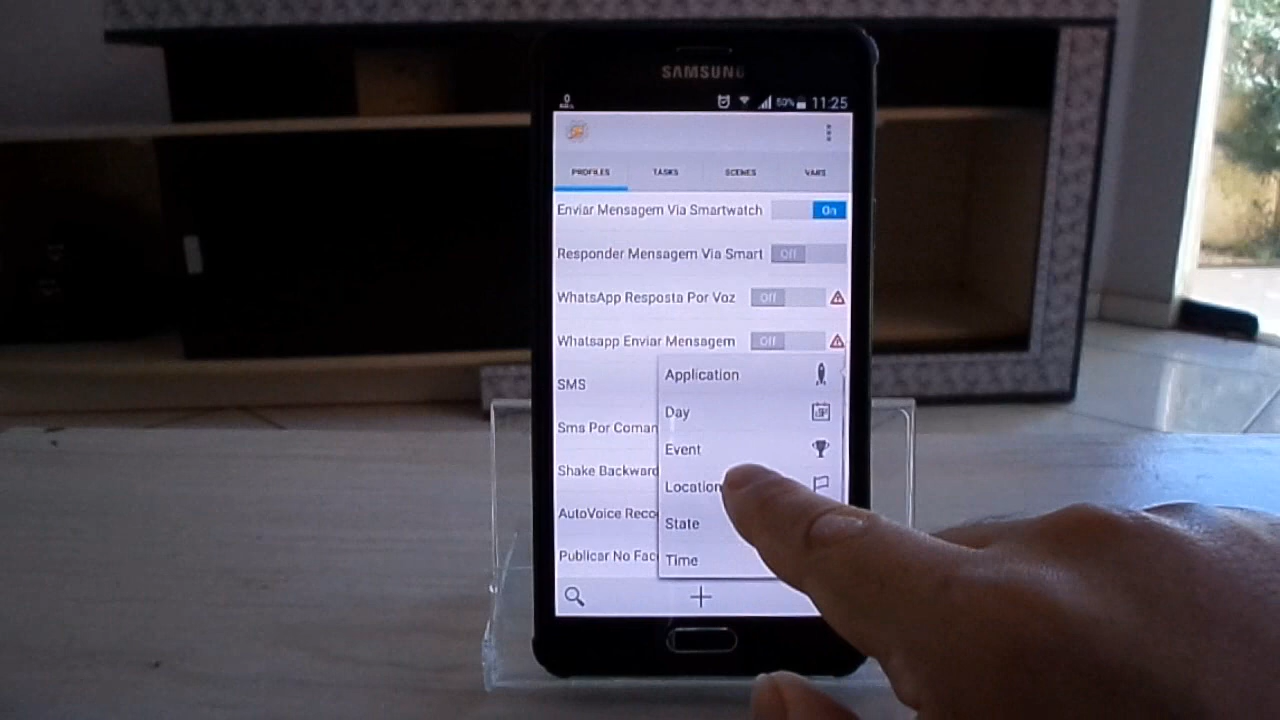 SAMSUNG
0
50% 11:25
PROFILES TASKS SCENES VARS
Enviar Mensagem Via Smartwatch On
Responder Mensagem Via Smart Off
WhatsApp Resposta Por Voz Off
Whatsapp Enviar Mensagem Off
Application
SMS
Day
Sms Por Coman
Event
Shake Backward
Location
AutoVoice Reco
State
Publicar No Fac
Time